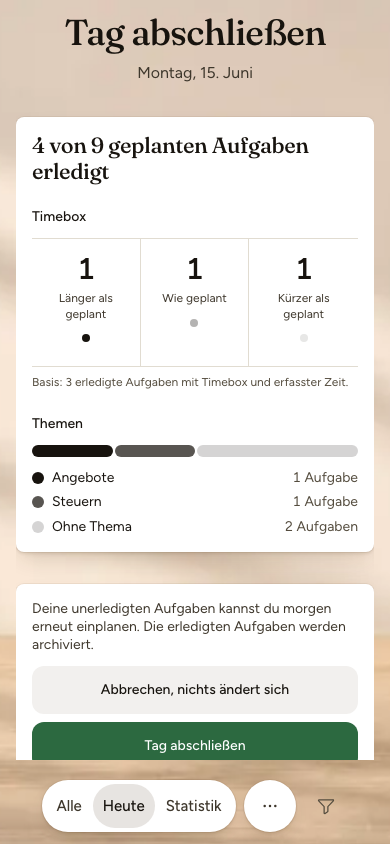 Tag abschließen
Montag, 15. Juni
4 von 9 geplanten Aufgaben
erledigt
Timebox
1
Länger als
geplant
1
Wie geplant
1
Kürzer als
geplant
Basis: 3 erledigte Aufgaben mit Timebox und erfasster Zeit.
Themen
Angebote 1 Aufgabe
Steuern 1 Aufgabe
Ohne Thema 2 Aufgaben
Deine unerledigten Aufgaben kannst du morgen
erneut einplanen. Die erledigten Aufgaben werden
archiviert.
Abbrechen, nichts ändert sich
Tag abschließen
Alle Heute Statistik